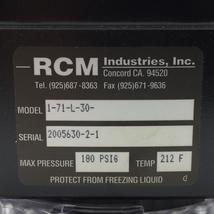 RCM Industries, Inc.
Concord CA. 94520
Tel. (925)687-8363 Fax (925)671-9636
MODEL 1-71-L-30-
SERIAL 2005630-2-1
MAX PRESSURE 180 PSIG TEMP 212 F
PROTECT FROM FREEZING LIQUID d